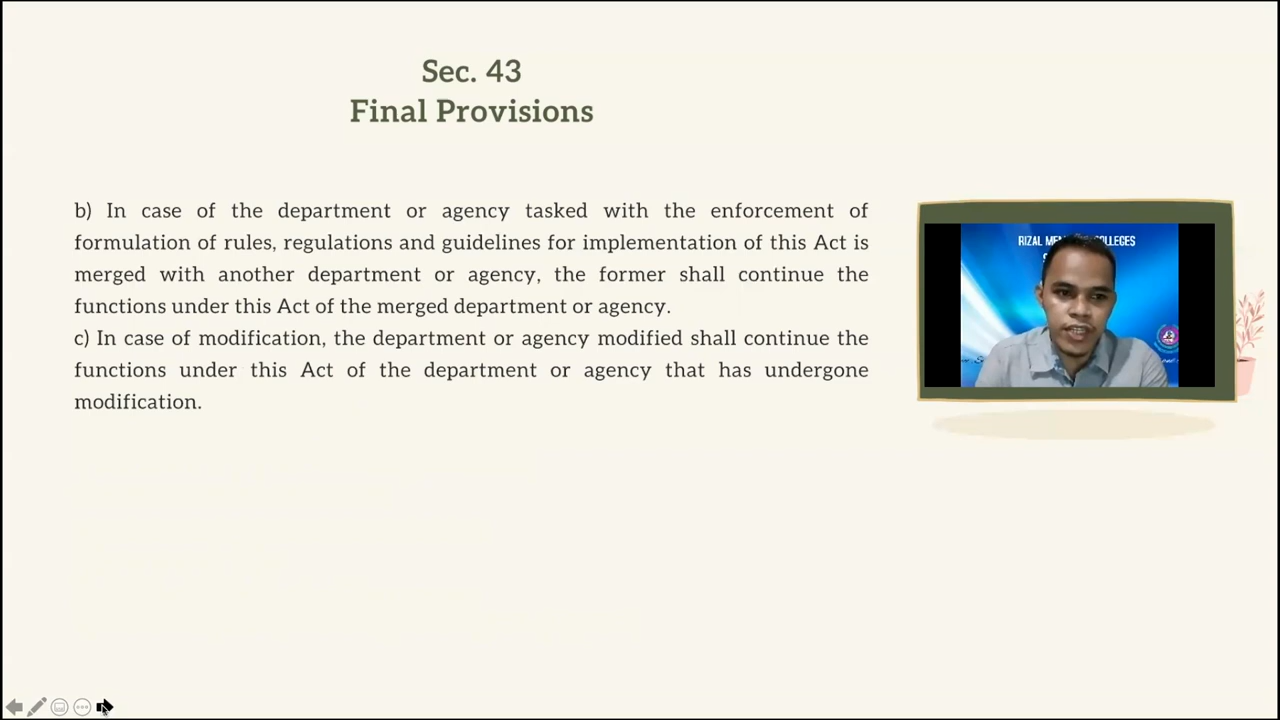 Sec. 43
Final Provisions
b) In case of the department or agency tasked with the enforcement of
formulation of rules, regulations and guidelines for implementation of this Act is
merged with another department or agency, the former shall continue the
functions under this Act of the merged department or agency.
c) In case of modification, the department or agency modified shall continue the
functions under this Act of the department or agency that has undergone
modification.
RIZAL COLLEGES